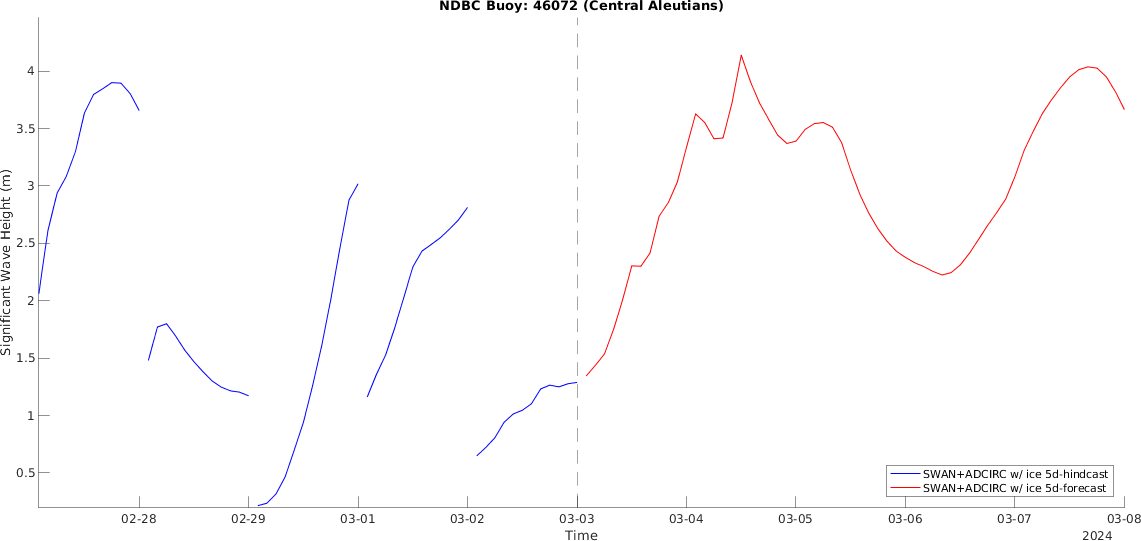 NDBC Buoy: 46072 (Central Aleutians)
Significant Wave Height (m)
4
3.5
3
2.5
2
1.5
1
0.5
SWAN+ADCIRC w/ ice 5d-hindcast
SWAN+ADCIRC w/ ice 5d-forecast
02-28 02-29 03-01 03-02 03-03 03-04 03-05 03-06 03-07 03-08
Time
2024